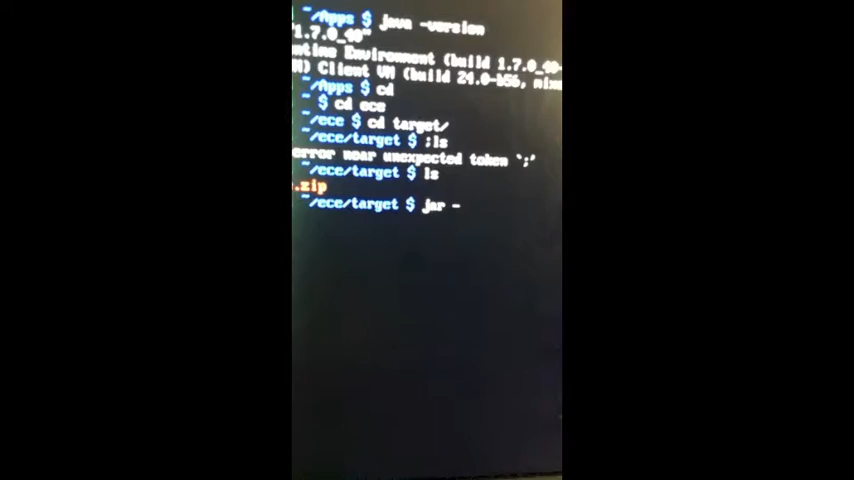 ~/Apps $ java -version
"1.7.0_40"
ntime Environment (build 1.7.0_40-
M) Client VM (build 24.0-b56, mixe
~/Apps $ cd
~ $ cd ece
~/ece $ cd target/
~/ece/target $ ;ls
error near unexpected token `;'
~/ece/target $ ls
.zip
~/ece/target $ jar -